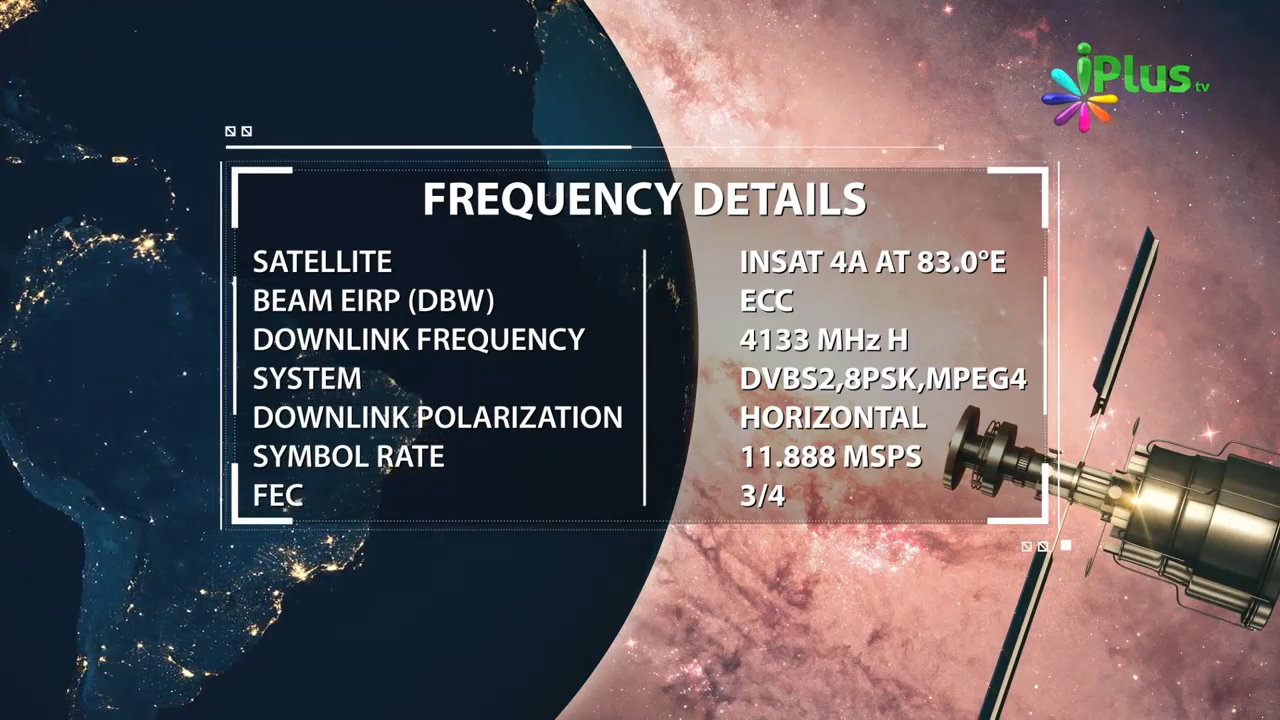 iPlus tv
FREQUENCY DETAILS
SATELLITE INSAT 4A AT 83.0°E
BEAM EIRP (DBW) ECC
DOWNLINK FREQUENCY 4133 MHz H
SYSTEM DVBS2,8PSK,MPEG4
DOWNLINK POLARIZATION HORIZONTAL
SYMBOL RATE 11.888 MSPS
FEC 3/4